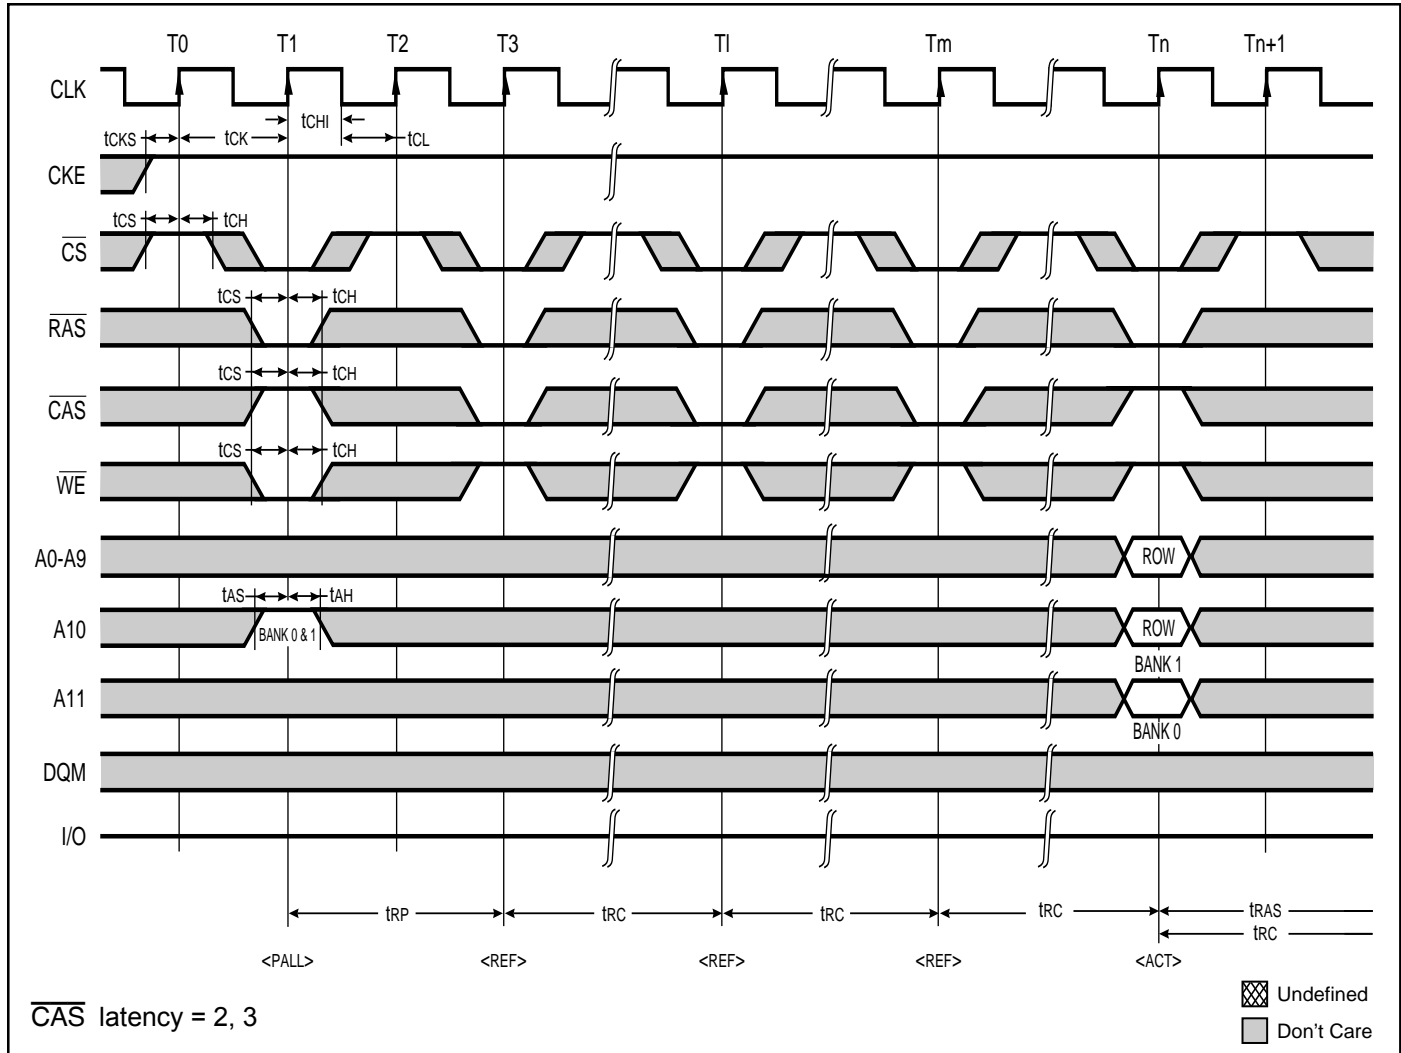 T0 T1 T2 T3 Tl Tm Tn Tn+1
CLK
tCHI
tCKS tCK tCL
CKE
tCS tCH
CS
tCS tCH
RAS
tCS tCH
CAS
tCS tCH
WE
A0-A9 ROW
tAS tAH
A10 BANK 0 & 1 ROW
BANK 1
A11
BANK 0
DQM
I/O
tRP tRC tRC tRC tRAS
tRC
<PALL> <REF> <REF> <REF> <ACT>
Undefined
CAS latency = 2, 3
Don't Care